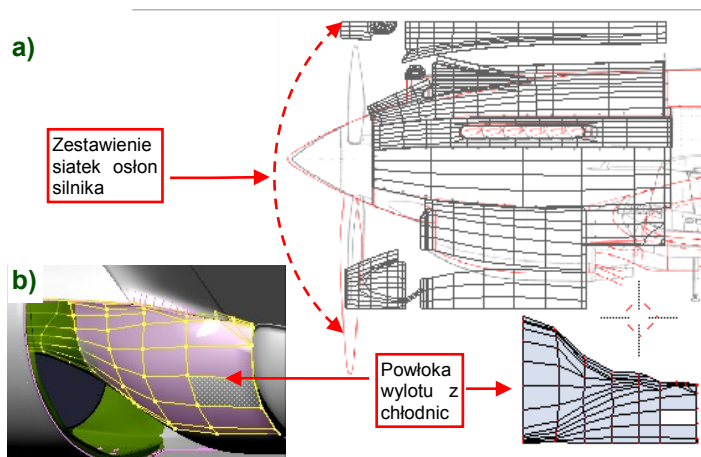 a)
Zestawienie
siatek osłon
silnika
b)
Powłoka
wylotu z
chłodnic